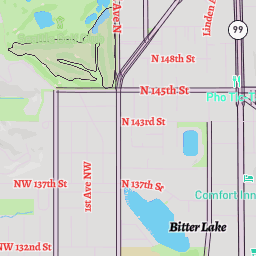 Ave N
Linden A
N 148th St
99
N 145th St
N
Pho T
N 143rd St
NW 137th St
1st Ave NW
N 137th St
Comfort Inn
Bitter Lake
NW 132nd St